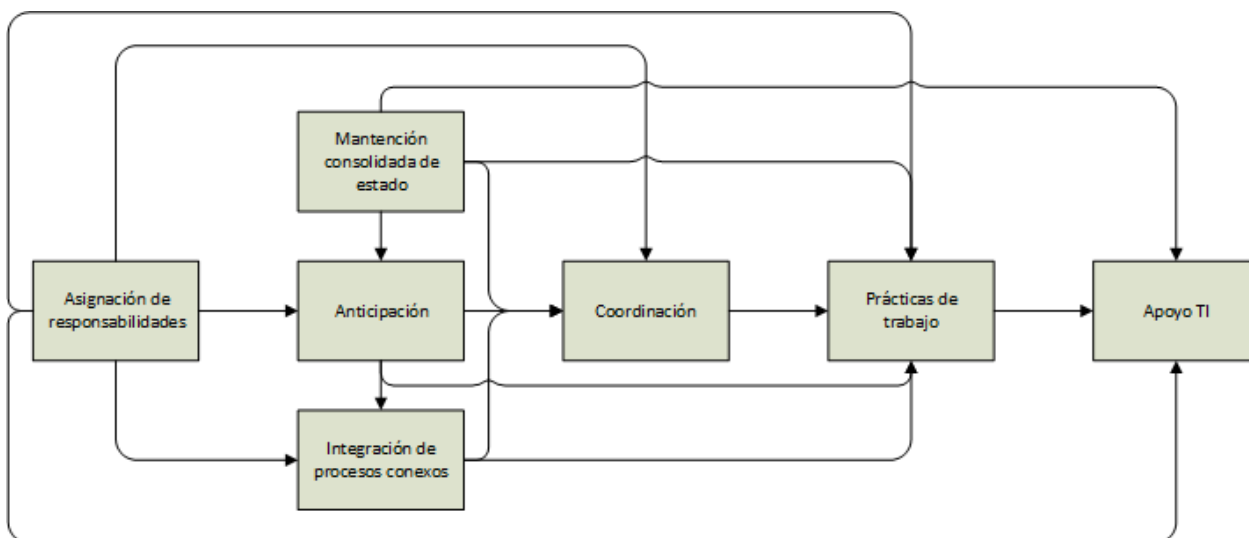 Mantención
consolidada de
estado
Asignación de
responsabilidades
Anticipación
Coordinación
Prácticas de
trabajo
Apoyo TI
Integración de
procesos conexos